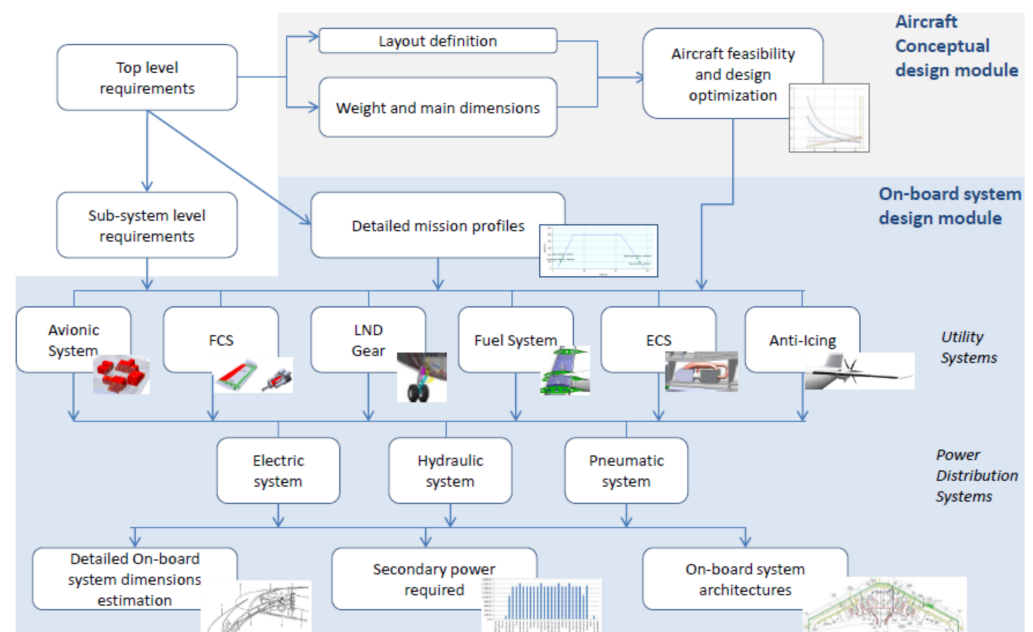 Aircraft
Conceptual
design module
Top level
requirements
Layout definition
Weight and main dimensions
Aircraft feasibility
and design
optimization
On-board system
design module
Sub-system level
requirements
Detailed mission profiles
Avionic
System
FCS
LND
Gear
Fuel System
ECS
Anti-Icing
Utility
Systems
Electric
system
Hydraulic
system
Pneumatic
system
Power
Distribution
Systems
Detailed On-board
system dimensions
estimation
Secondary power
required
On-board system
architectures